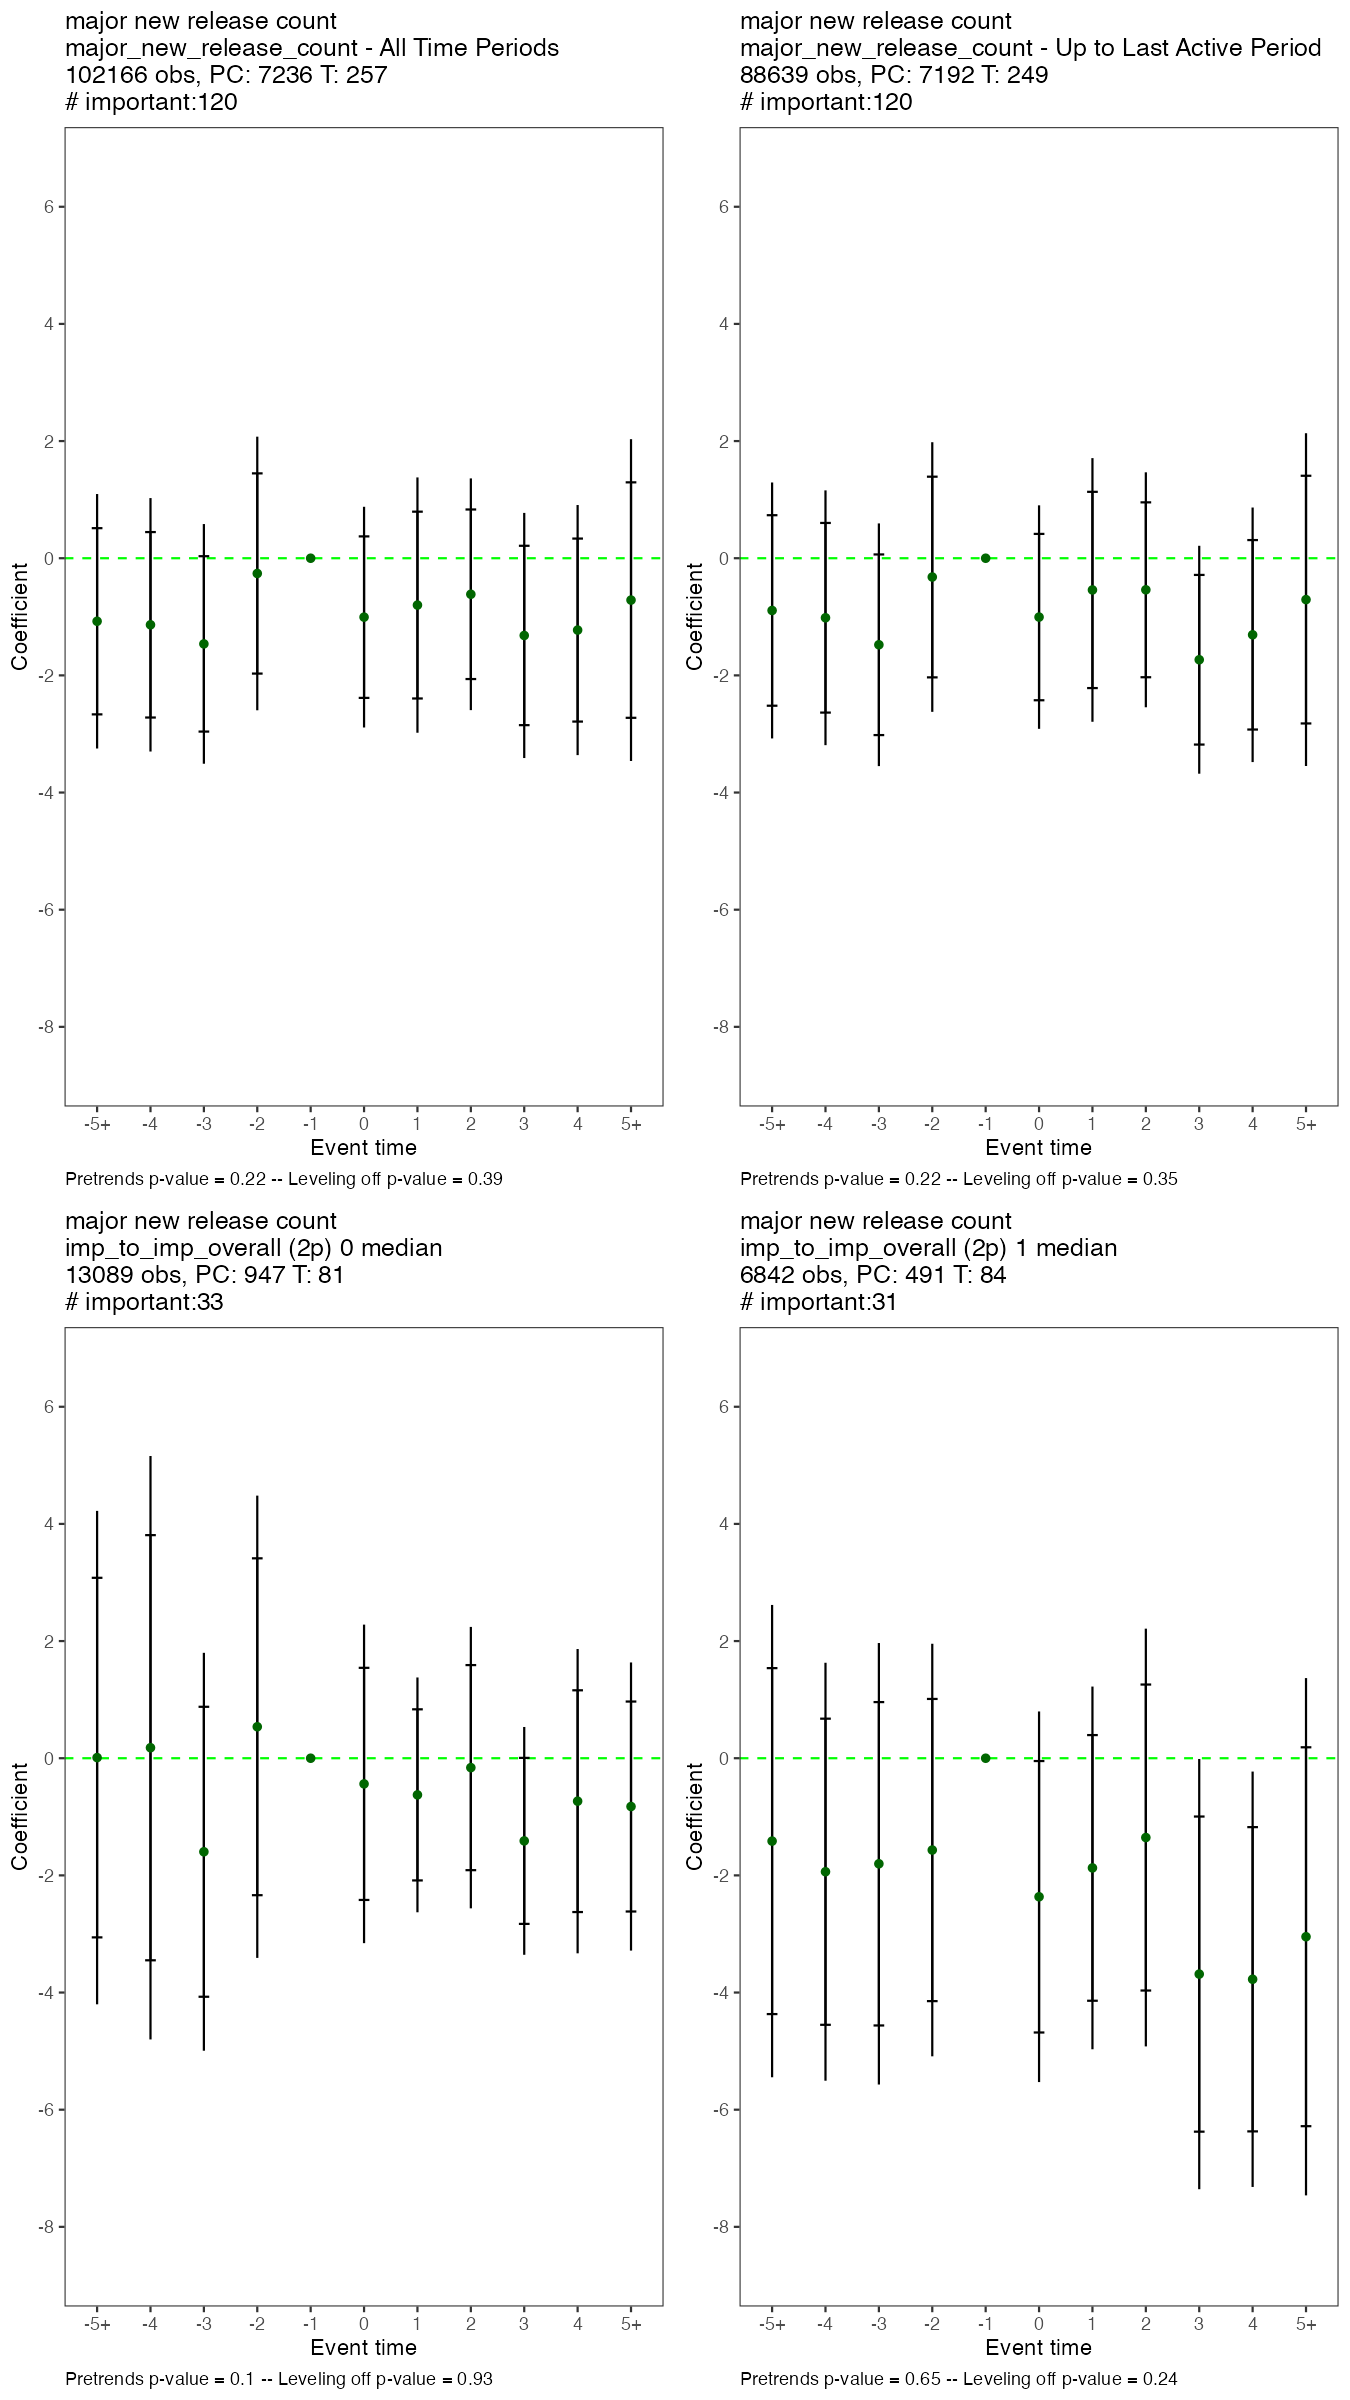 major new release count
major_new_release_count - All Time Periods
102166 obs, PC: 7236 T: 257
# important:120
6
4
2
0
-2
-4
-6
-8
Coefficient
-5+ -4 -3 -2 -1 0 1 2 3 4 5+
Event time
Pretrends p-value = 0.22 -- Leveling off p-value = 0.39
major new release count
major_new_release_count - Up to Last Active Period
88639 obs, PC: 7192 T: 249
# important:120
6
4
2
0
-2
-4
-6
-8
Coefficient
-5+ -4 -3 -2 -1 0 1 2 3 4 5+
Event time
Pretrends p-value = 0.22 -- Leveling off p-value = 0.35
major new release count
imp_to_imp_overall (2p) 0 median
13089 obs, PC: 947 T: 81
# important:33
6
4
2
0
-2
-4
-6
-8
Coefficient
-5+ -4 -3 -2 -1 0 1 2 3 4 5+
Event time
Pretrends p-value = 0.1 -- Leveling off p-value = 0.93
major new release count
imp_to_imp_overall (2p) 1 median
6842 obs, PC: 491 T: 84
# important:31
6
4
2
0
-2
-4
-6
-8
Coefficient
-5+ -4 -3 -2 -1 0 1 2 3 4 5+
Event time
Pretrends p-value = 0.65 -- Leveling off p-value = 0.24